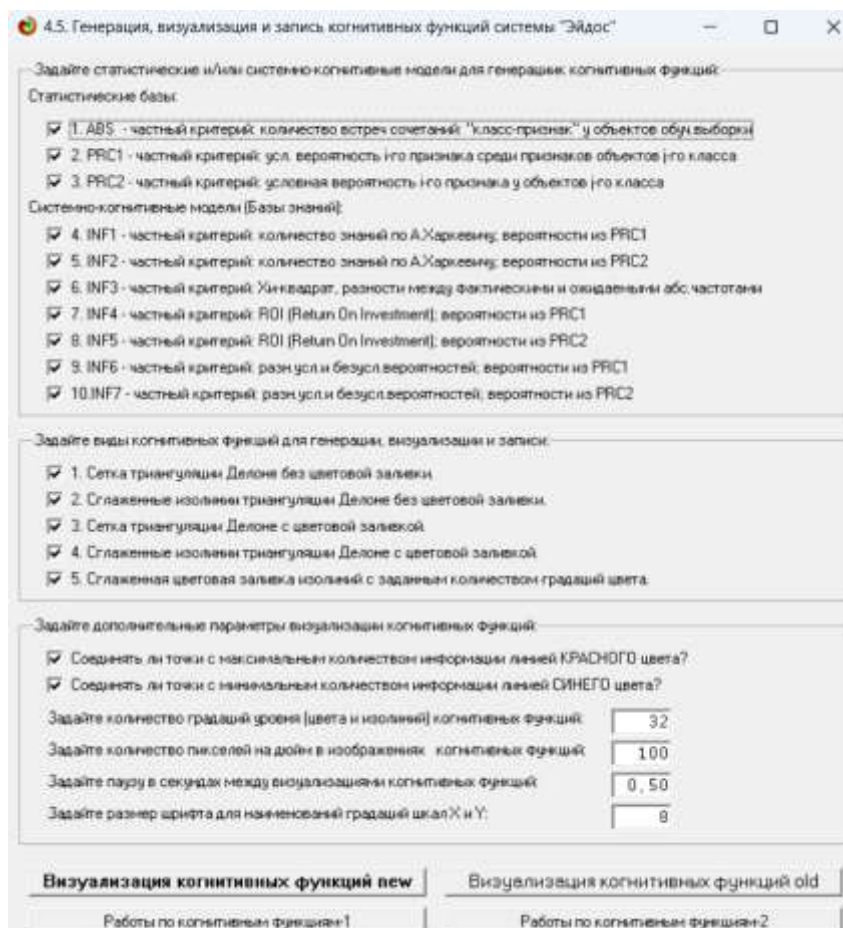 4.5. Генерация, визуализация и запись когнитивных функций системы "Эйдос"
Задайте статистические и/или системно-когнитивные модели для генерациик когнитивных функций:
Статистические базы:
1. ABS - частный критерий: количество встреч сочетаний: "класс-признак" у объектов обуч.выборки
2. PRC1 - частный критерий: усл. вероятность i-го признака среди признаков объектов j-го класса
3. PRC2 - частный критерий: условная вероятность i-го признака у объектов j-го класса
Системно-когнитивные модели (Базы знаний):
4. INF1 - частный критерий: количество знаний по А.Харкевичу; вероятности из PRC1
5. INF2 - частный критерий: количество знаний по А.Харкевичу; вероятности из PRC2
6. INF3 - частный критерий: Хи-квадрат, разности между фактическими и ожидаемыми абс.частотами
7. INF4 - частный критерий: ROI (Return On Investment); вероятности из PRC1
8. INF5 - частный критерий: ROI (Return On Investment); вероятности из PRC2
9. INF6 - частный критерий: разн.усл.и безусл.вероятностей; вероятности из PRC1
10.INF7 - частный критерий: разн.усл.и безусл.вероятностей; вероятности из PRC2
Задайте виды когнитивных функций для генерации, визуализации и записи:
1. Сетка триангуляции Делоне без цветовой заливки.
2. Сглаженные изолинии триангуляции Делоне без цветовой заливки.
3. Сетка триангуляции Делоне с цветовой заливкой.
4. Сглаженные изолинии триангуляции Делоне с цветовой заливкой.
5. Сглаженная цветовая заливка изолиний с заданным количеством градаций цвета.
Задайте дополнительные параметры визуализации когнитивных функций:
Соединять ли точки с максимальным количеством информации линией КРАСНОГО цвета?
Соединять ли точки с минимальным количеством информации линией СИНЕГО цвета?
Задайте количество градаций уровня (цвета и изолиний) когнитивных функций: 32
Задайте количество пикселей на дюйм в изображениях когнитивных функций: 100
Задайте паузу в секундах между визуализациями когнитивных функций: 0,50
Задайте размер шрифта для наименований градаций шкал X и Y: 8
Визуализация когнитивных функций new Визуализация когнитивных функций old
Работы по когнитивным функциям-1 Работы по когнитивным функциям-2